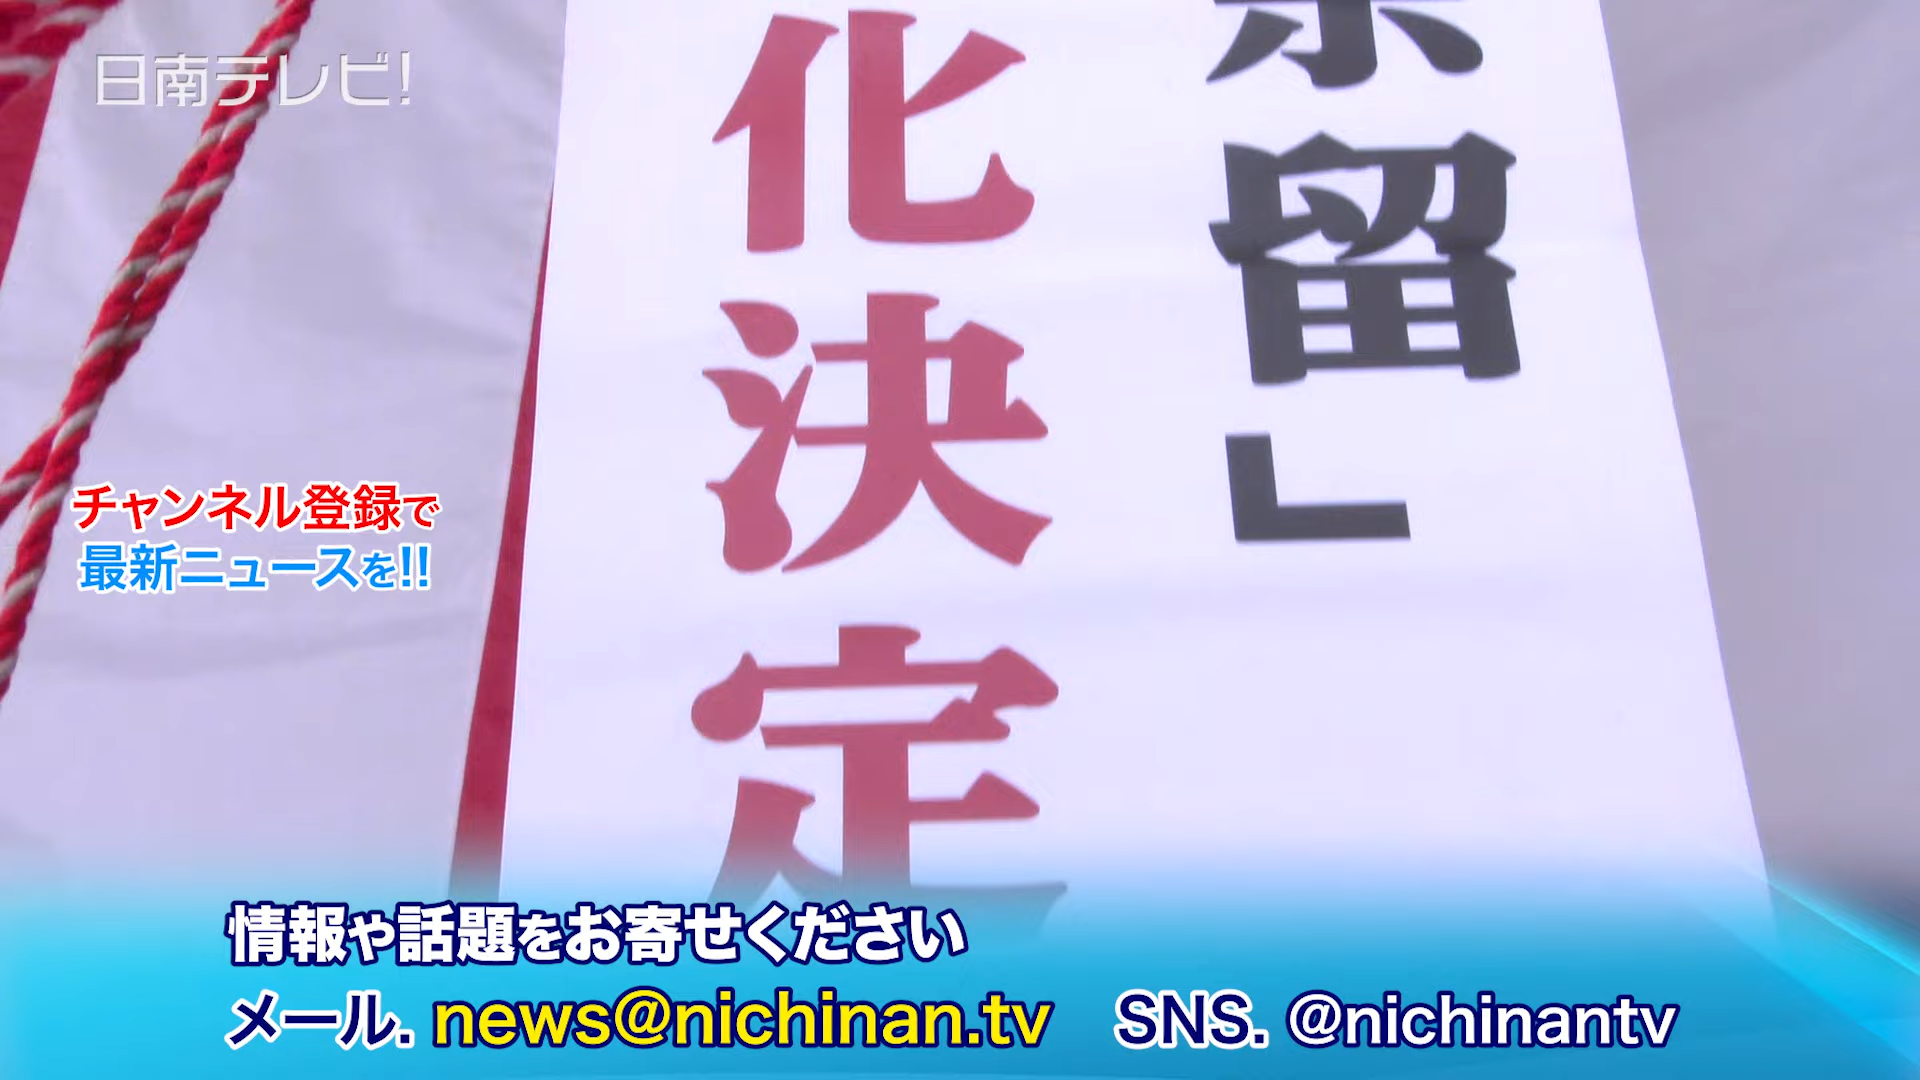 日南テレビ!
留」
化決定
チャンネル登録で
最新ニュースを!!
情報や話題をお寄せください
メール. news@nichinan.tv SNS. @nichinantv